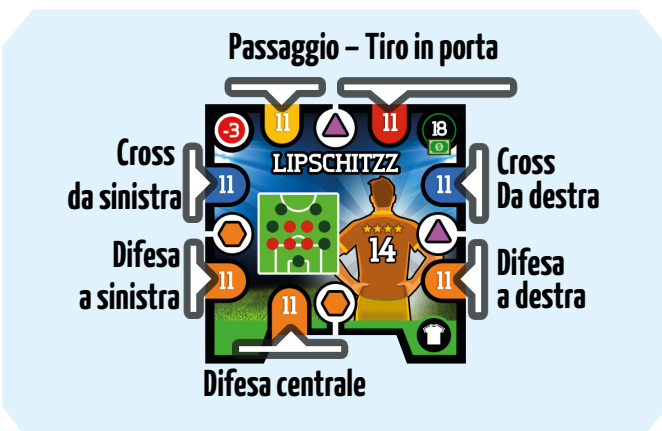 Passaggio – Tiro in porta
-3
11
11
18
LIPSCHITZZ
Cross
da sinistra
11
11
Cross
Da destra
14
Difesa
a sinistra
11
11
11
Difesa
a destra
Difesa centrale